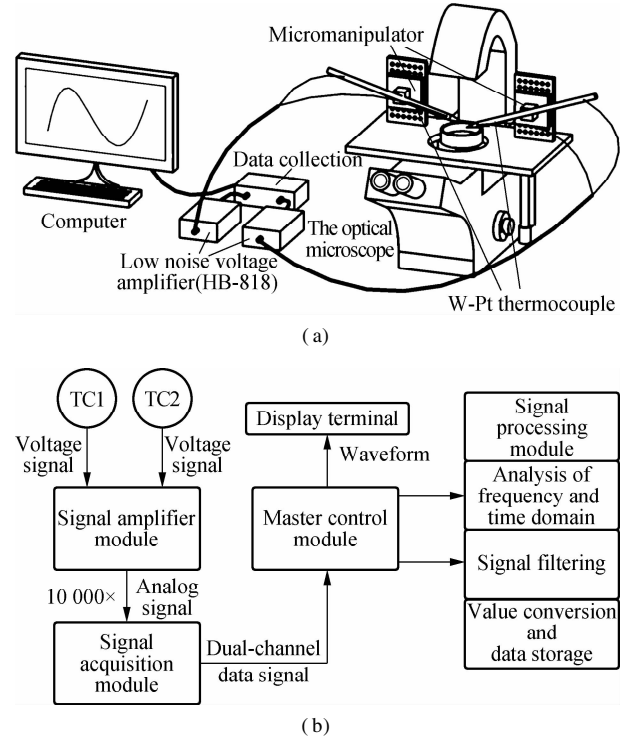 Micromanipulator
Data collection
Computer
The optical
microscope
Low noise voltage
amplifier(HB-818)
W-Pt thermocouple
(a)
TC1
TC2
Voltage
signal
Voltage
signal
Signal amplifier
module
10 000×
Analog
signal
Signal
acquisition
module
Dual-channel
data signal
Display terminal
Waveform
Master control
module
Signal
processing
module
Analysis of
frequency and
time domain
Signal filtering
Value conversion
and
data storage
(b)